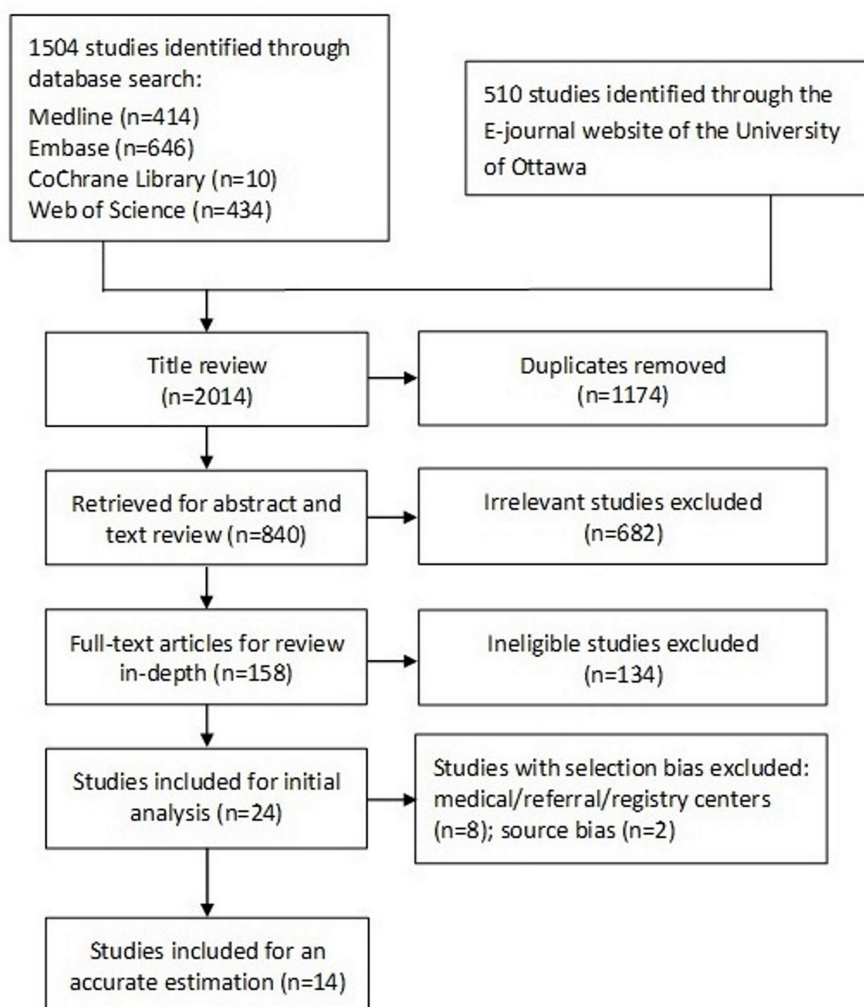 1504 studies identified through
database search:
Medline (n=414)
Embase (n=646)
CoChrane Library (n=10)
Web of Science (n=434)
510 studies identified through the
E-journal website of the University
of Ottawa
Title review
(n=2014)
Duplicates removed
(n=1174)
Retrieved for abstract and
text review (n=840)
Irrelevant studies excluded
(n=682)
Full-text articles for review
in-depth (n=158)
Ineligible studies excluded
(n=134)
Studies included for initial
analysis (n=24)
Studies with selection bias excluded:
medical/referral/registry centers
(n=8); source bias (n=2)
Studies included for an
accurate estimation (n=14)